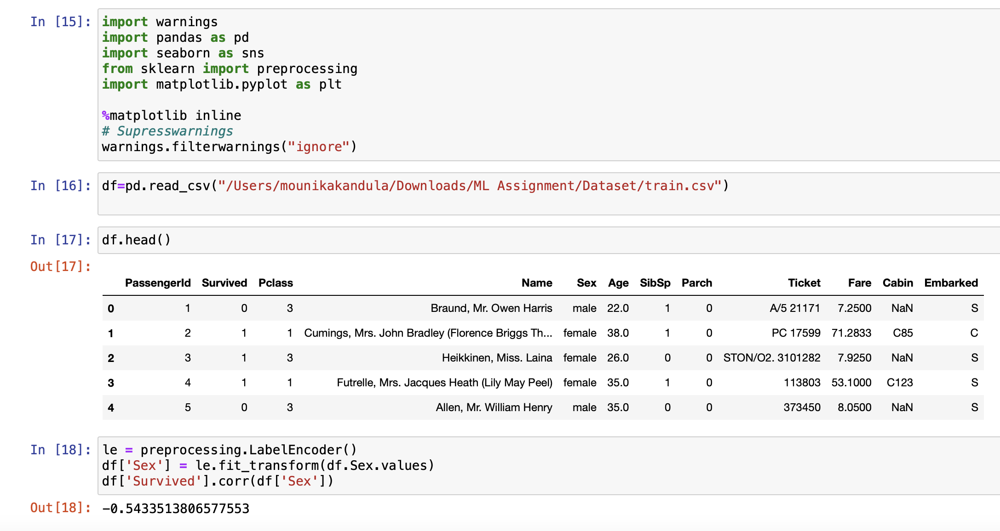 In [15]: import warnings
import pandas as pd
import seaborn as sns
from sklearn import preprocessing
import matplotlib.pyplot as plt
%matplotlib inline
# Supresswarnings
warnings.filterwarnings("ignore")
In [16]: df=pd.read_csv("/Users/mounikakandula/Downloads/ML Assignment/Dataset/train.csv")
In [17]: df.head()
Out[17]:
PassengerId Survived Pclass Name Sex Age SibSp Parch Ticket Fare Cabin Embarked
0 1 0 3 Braund, Mr. Owen Harris male 22.0 1 0 A/5 21171 7.2500 NaN S
1 2 1 1 Cumings, Mrs. John Bradley (Florence Briggs Th... female 38.0 1 0 PC 17599 71.2833 C85 C
2 3 1 3 Heikkinen, Miss. Laina female 26.0 0 0 STON/O2. 3101282 7.9250 NaN S
3 4 1 1 Futrelle, Mrs. Jacques Heath (Lily May Peel) female 35.0 1 0 113803 53.1000 C123 S
4 5 0 3 Allen, Mr. William Henry male 35.0 0 0 373450 8.0500 NaN S
In [18]: le = preprocessing.LabelEncoder()
df['Sex'] = le.fit_transform(df.Sex.values)
df['Survived'].corr(df['Sex'])
Out[18]: -0.5433513806577553